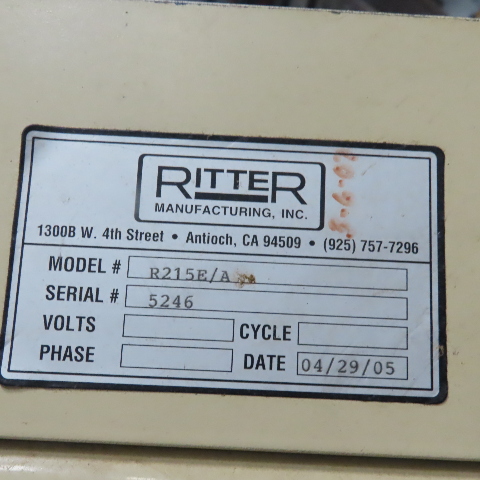 RITTER
MANUFACTURING, INC.
1300B W. 4th Street • Antioch, CA 94509 • (925) 757-7296
MODEL # R215E/A
SERIAL # 5246
VOLTS CYCLE
PHASE DATE 04/29/05